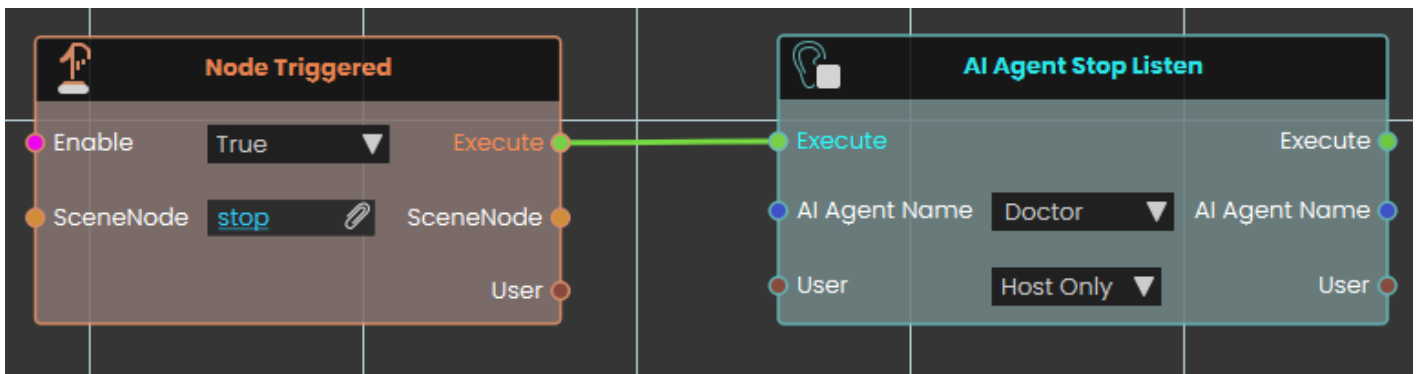 Node Triggered
Enable True Execute
SceneNode stop SceneNode
User
AI Agent Stop Listen
Execute Execute
AI Agent Name Doctor AI Agent Name
User Host Only User